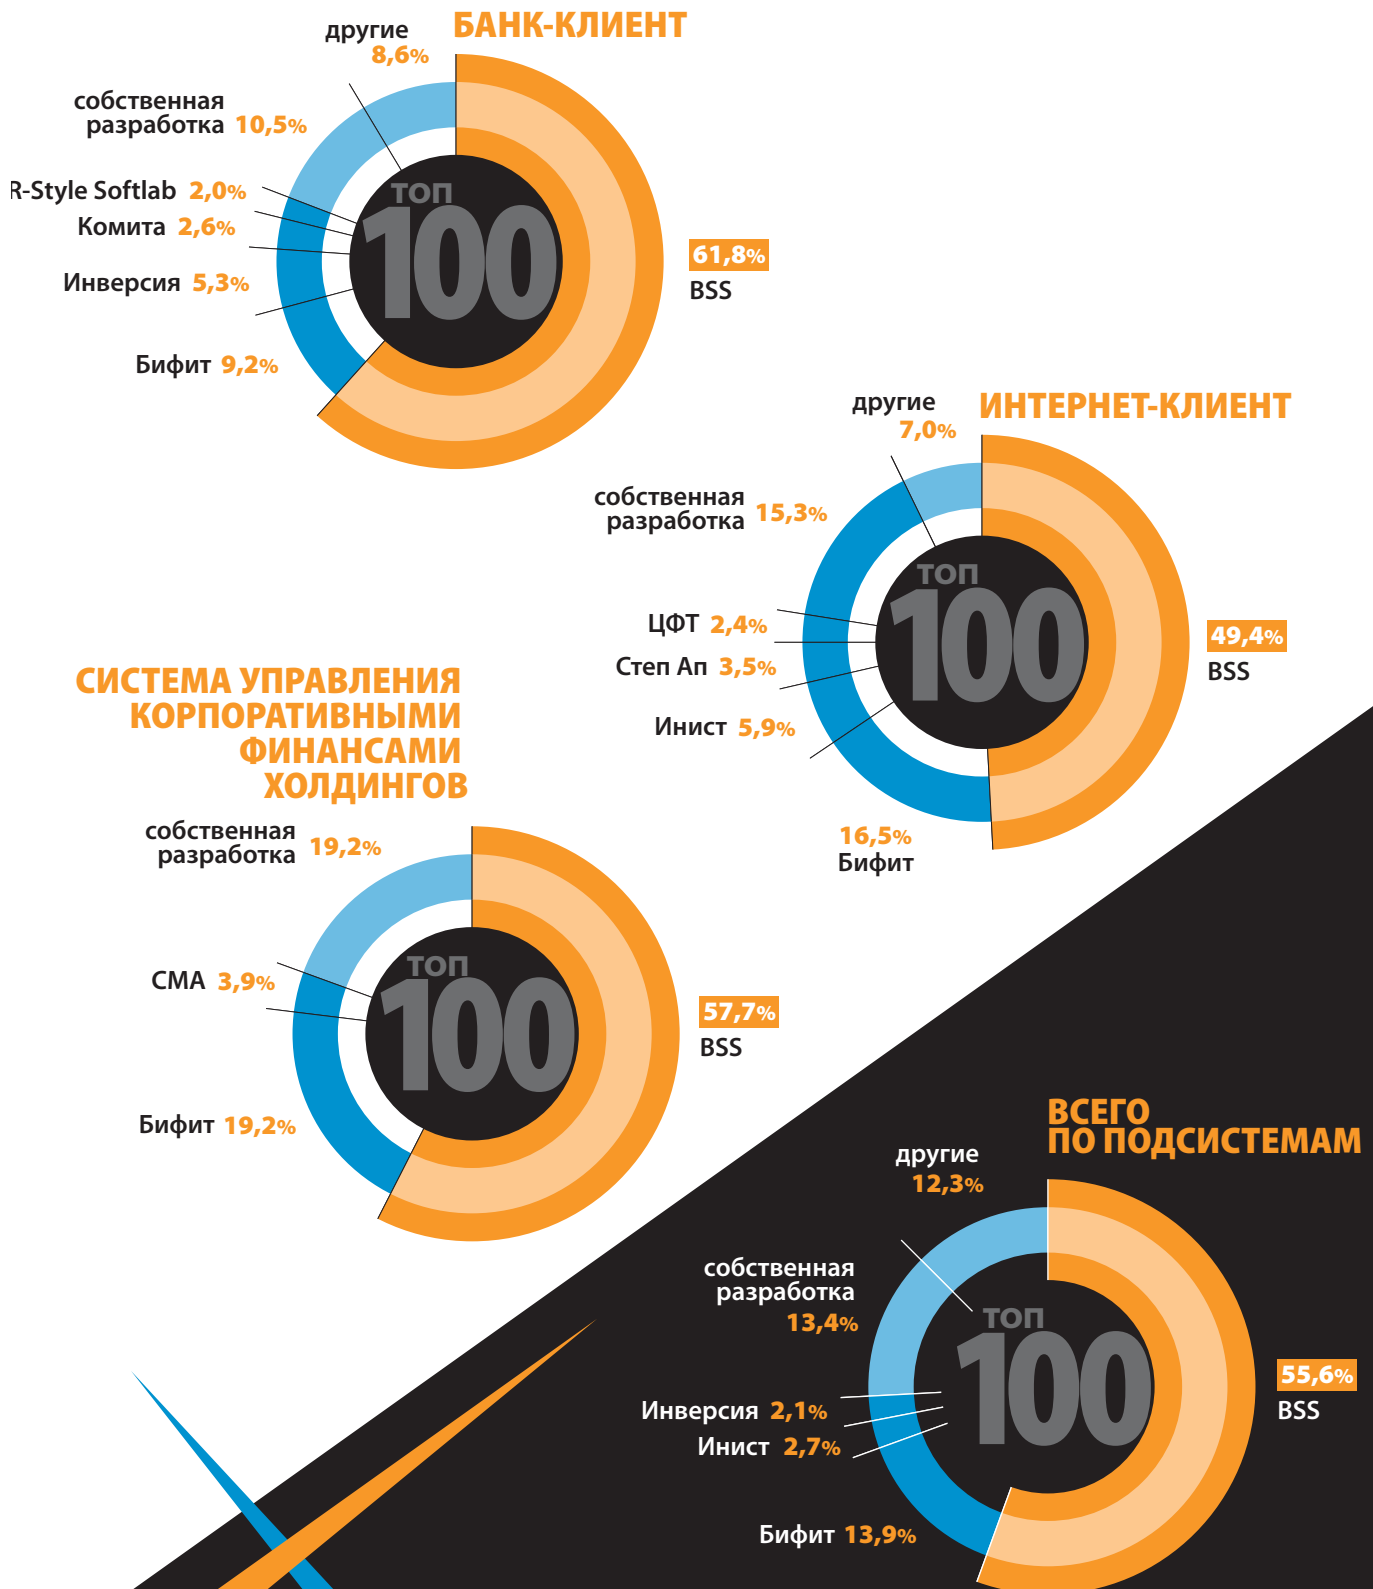 БАНК-КЛИЕНТ
другие
8,6%
собственная
разработка 10,5%
R-Style Softlab 2,0%
Комита 2,6%
Инверсия 5,3%
Бифит 9,2%
ТОП
100
61,8%
BSS
ИНТЕРНЕТ-КЛИЕНТ
другие
7,0%
собственная
разработка 15,3%
ЦФТ 2,4%
Степ Ап 3,5%
Инист 5,9%
16,5%
Бифит
ТОП
100
49,4%
BSS
СИСТЕМА УПРАВЛЕНИЯ
КОРПОРАТИВНЫМИ
ФИНАНСАМИ
ХОЛДИНГОВ
собственная
разработка 19,2%
СМА 3,9%
Бифит 19,2%
ТОП
100
57,7%
BSS
ВСЕГО
ПО ПОДСИСТЕМАМ
другие
12,3%
собственная
разработка
13,4%
Инверсия 2,1%
Инист 2,7%
Бифит 13,9%
ТОП
100
55,6%
BSS